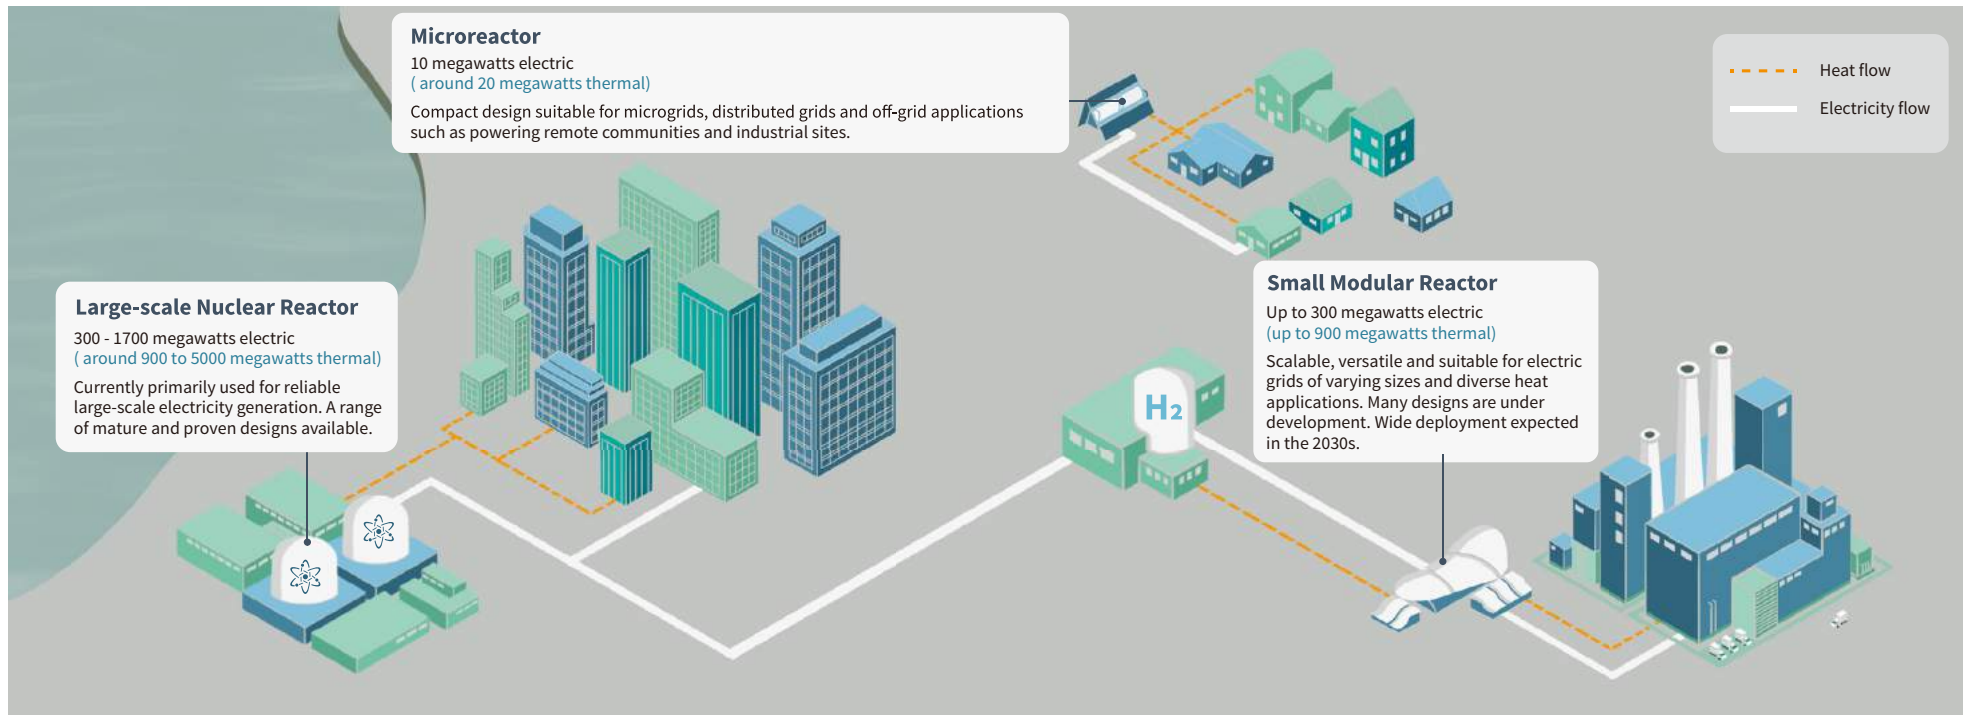 Microreactor
10 megawatts electric
( around 20 megawatts thermal)
Compact design suitable for microgrids, distributed grids and off-grid applications
such as powering remote communities and industrial sites.
Heat flow
Electricity flow
Large-scale Nuclear Reactor
300 - 1700 megawatts electric
( around 900 to 5000 megawatts thermal)
Currently primarily used for reliable
large-scale electricity generation. A range
of mature and proven designs available.
Small Modular Reactor
Up to 300 megawatts electric
(up to 900 megawatts thermal)
Scalable, versatile and suitable for electric
grids of varying sizes and diverse heat
applications. Many designs are under
development. Wide deployment expected
in the 2030s.
H2